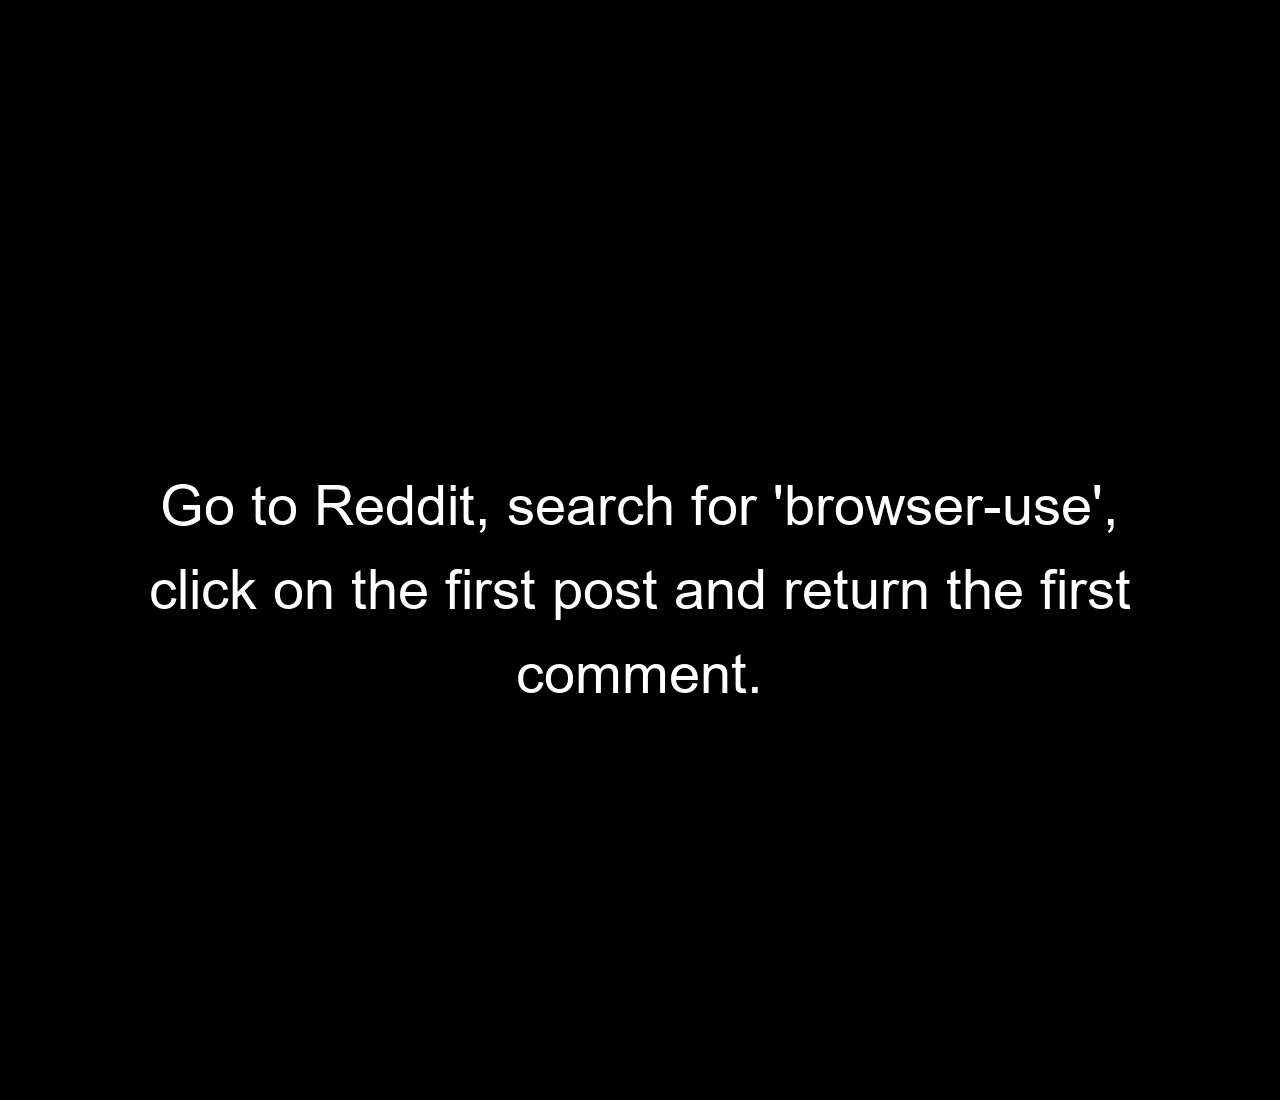 Go to Reddit, search for 'browser-use',
click on the first post and return the first
comment.